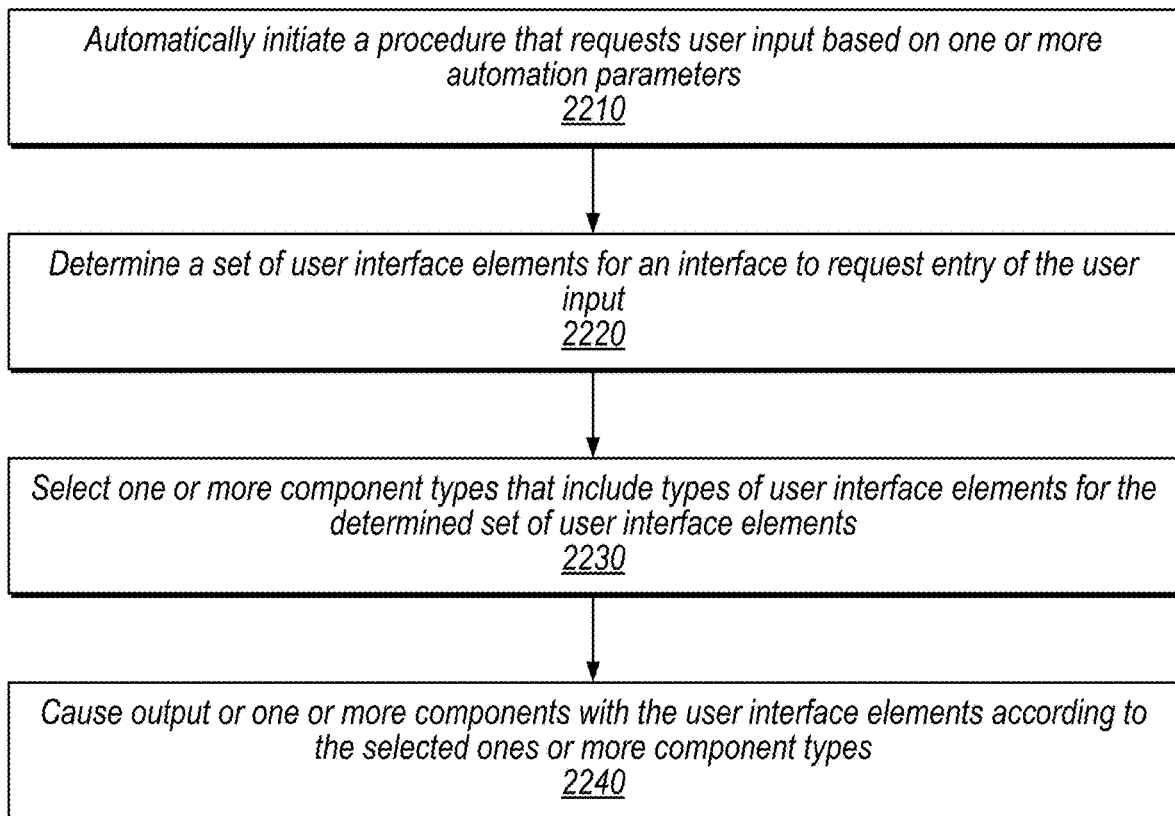 Automatically initiate a procedure that requests user input based on one or more
automation parameters
2210
Determine a set of user interface elements for an interface to request entry of the user
input
2220
Select one or more component types that include types of user interface elements for the
determined set of user interface elements
2230
Cause output or one or more components with the user interface elements according to
the selected ones or more component types
2240